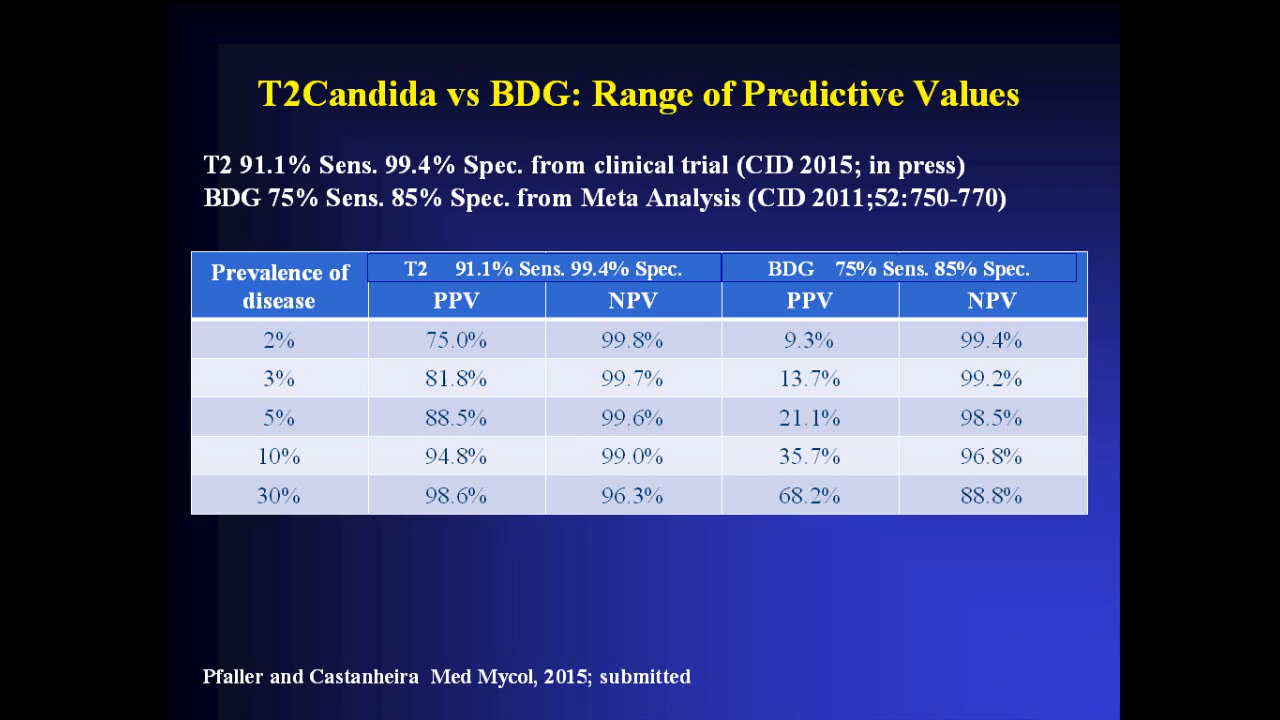 T2Candida vs BDG: Range of Predictive Values
T2 91.1% Sens. 99.4% Spec. from clinical trial (CID 2015; in press)
BDG 75% Sens. 85% Spec. from Meta Analysis (CID 2011;52:750-770)
Prevalence of disease T2 91.1% Sens. 99.4% Spec. BDG 75% Sens. 85% Spec.
PPV NPV PPV NPV
2% 75.0% 99.8% 9.3% 99.4%
3% 81.8% 99.7% 13.7% 99.2%
5% 88.5% 99.6% 21.1% 98.5%
10% 94.8% 99.0% 35.7% 96.8%
30% 98.6% 96.3% 68.2% 88.8%
Pfaller and Castanheira Med Mycol, 2015; submitted